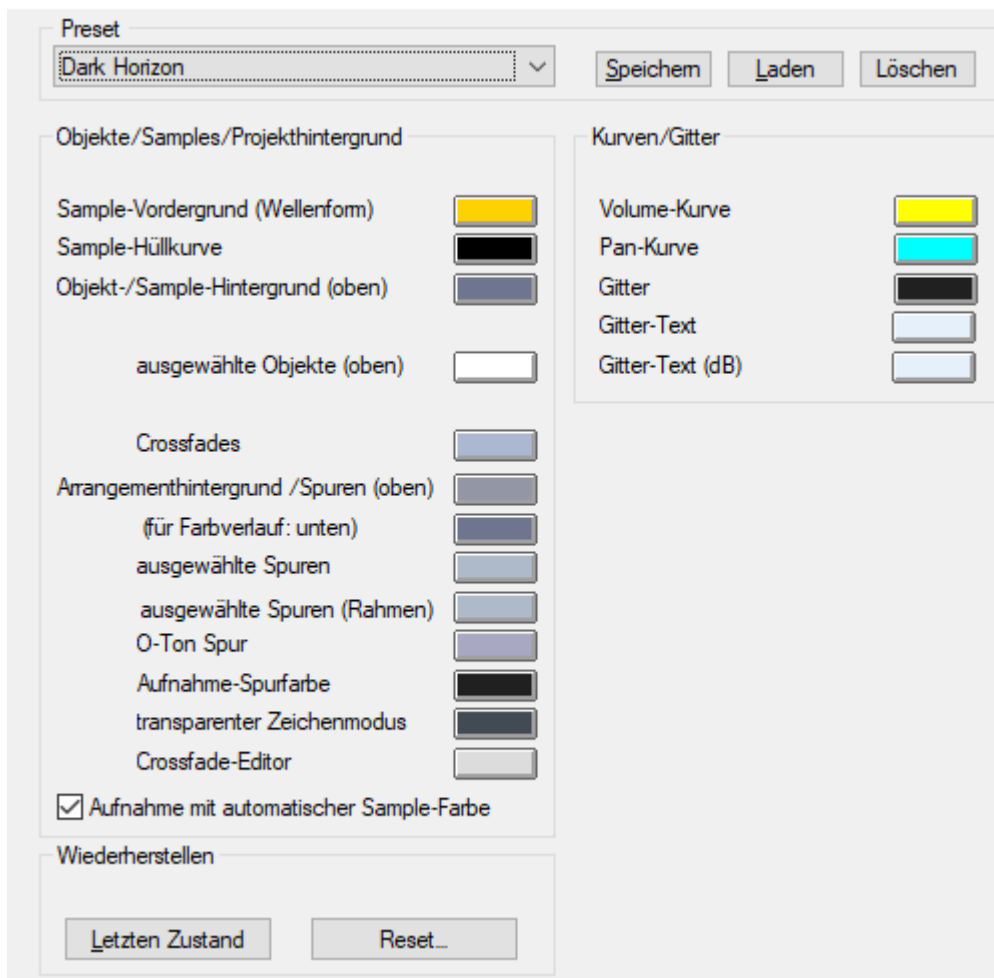 Preset
Dark Horizon
Speichern
Laden
Löschen
Objekte/Samples/Projekthintergrund
Sample-Vordergrund (Wellenform)
Sample-Hüllkurve
Objekt-/Sample-Hintergrund (oben)
ausgewählte Objekte (oben)
Crossfades
Arrangementhintergrund /Spuren (oben)
(für Farbverlauf: unten)
ausgewählte Spuren
ausgewählte Spuren (Rahmen)
O-Ton Spur
Aufnahme-Spurfarbe
transparenter Zeichenmodus
Crossfade-Editor
Aufnahme mit automatischer Sample-Farbe
Kurven/Gitter
Volume-Kurve
Pan-Kurve
Gitter
Gitter-Text
Gitter-Text (dB)
Wiederherstellen
Letzten Zustand
Reset...